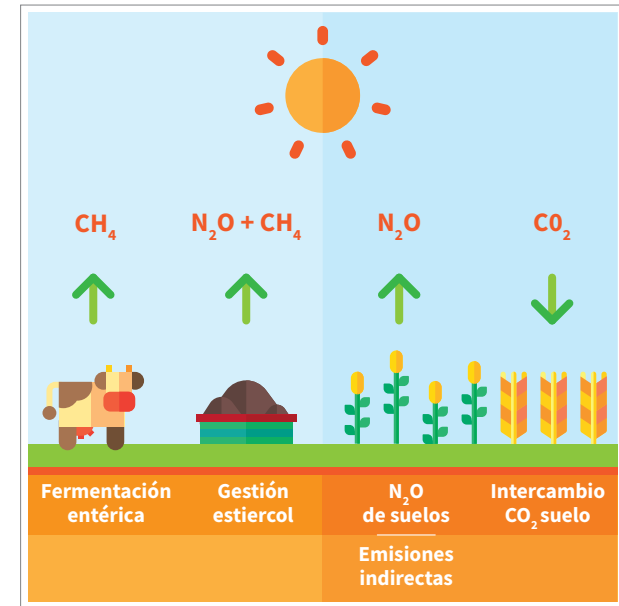 CH₄
N₂O + CH₄
N₂O
C0₂
Fermentación
entérica
Gestión
estiercol
N₂O
de suelos
Intercambio
CO₂ suelo
Emisiones
indirectas